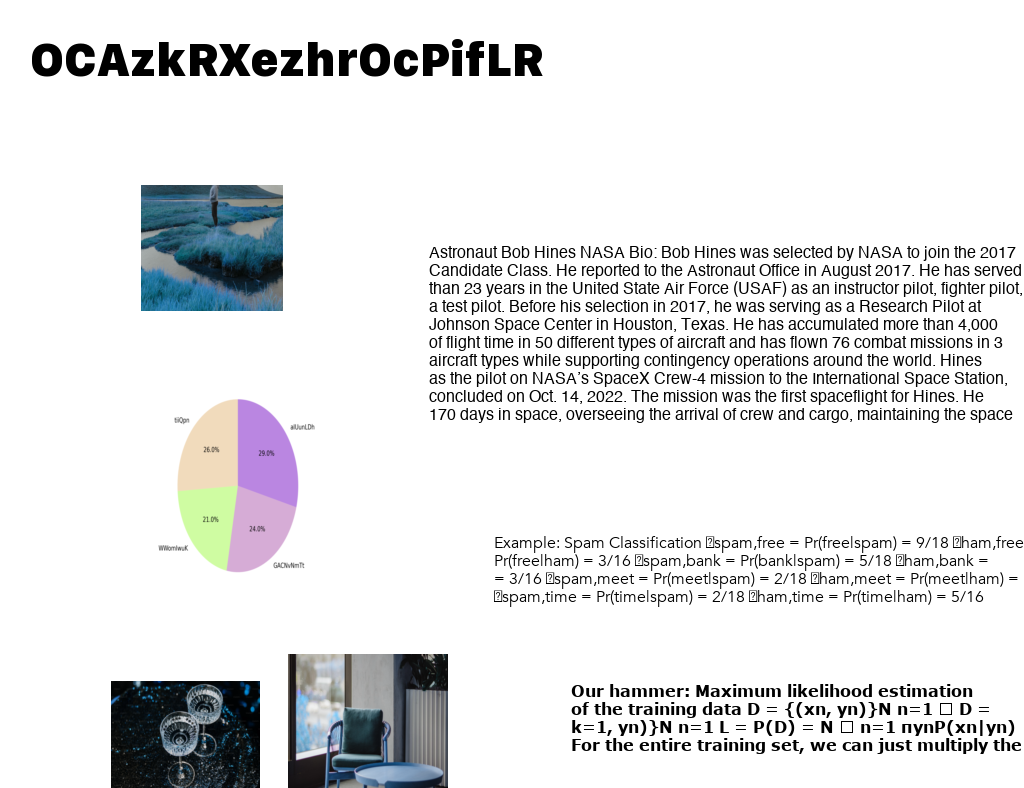 OCAzkRXezhrOcPifLR
Astronaut Bob Hines NASA Bio: Bob Hines was selected by NASA to join the 2017
Candidate Class. He reported to the Astronaut Office in August 2017. He has served
than 23 years in the United State Air Force (USAF) as an instructor pilot, fighter pilot,
a test pilot. Before his selection in 2017, he was serving as a Research Pilot at
Johnson Space Center in Houston, Texas. He has accumulated more than 4,000
of flight time in 50 different types of aircraft and has flown 76 combat missions in 3
aircraft types while supporting contingency operations around the world. Hines
as the pilot on NASA’s SpaceX Crew-4 mission to the International Space Station,
concluded on Oct. 14, 2022. The mission was the first spaceflight for Hines. He
170 days in space, overseeing the arrival of crew and cargo, maintaining the space
tiiQpn
alUunLDh
26.0%
29.0%
21.0%
24.0%
WWomIwuK
GACNvNmTt
Example: Spam Classification spam,free = Pr(free|spam) = 9/18 ham,free
Pr(free|ham) = 3/16 spam,bank = Pr(bank|spam) = 5/18 ham,bank =
= 3/16 spam,meet = Pr(meet|spam) = 2/18 ham,meet = Pr(meet|ham) =
spam,time = Pr(time|spam) = 2/18 ham,time = Pr(time|ham) = 5/16
Our hammer: Maximum likelihood estimation
of the training data D = {(xn, yn)}N n=1 □ D =
k=1, yn)}N n=1 L = P(D) = N □ n=1 πynP(xn|yn)
For the entire training set, we can just multiply the